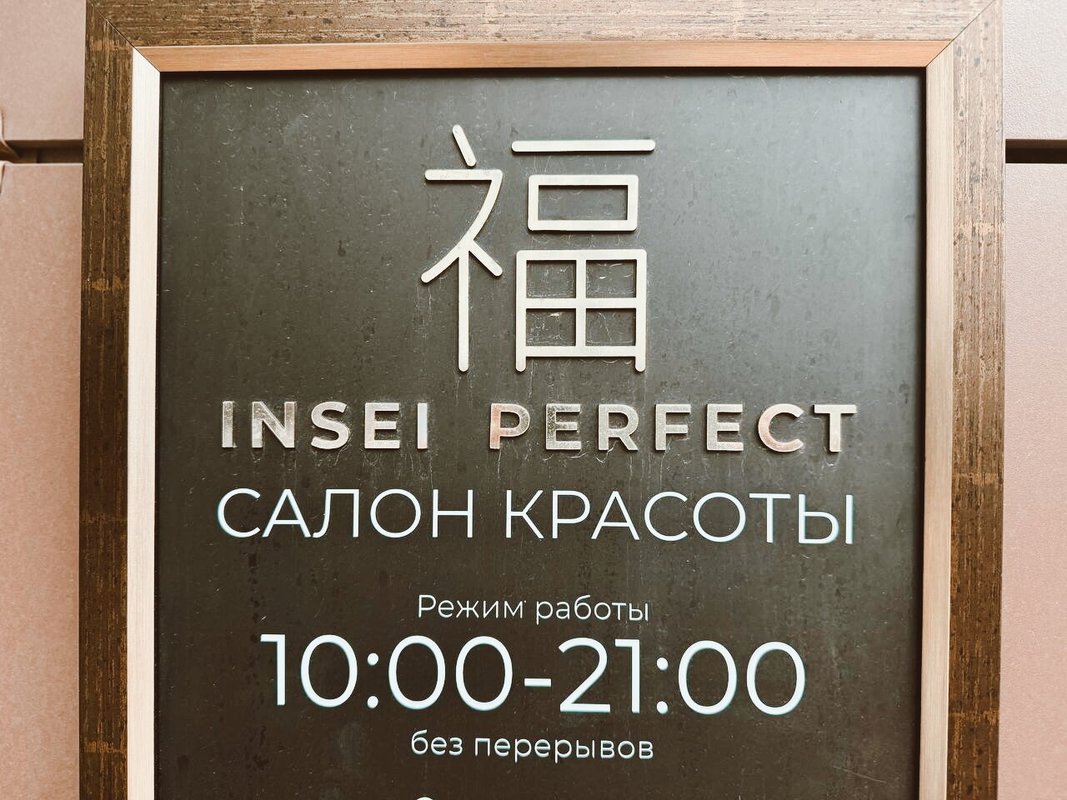 福
INSEI PERFECT
САЛОН КРАСОТЫ
Режим работы
10:00-21:00
без перерывов